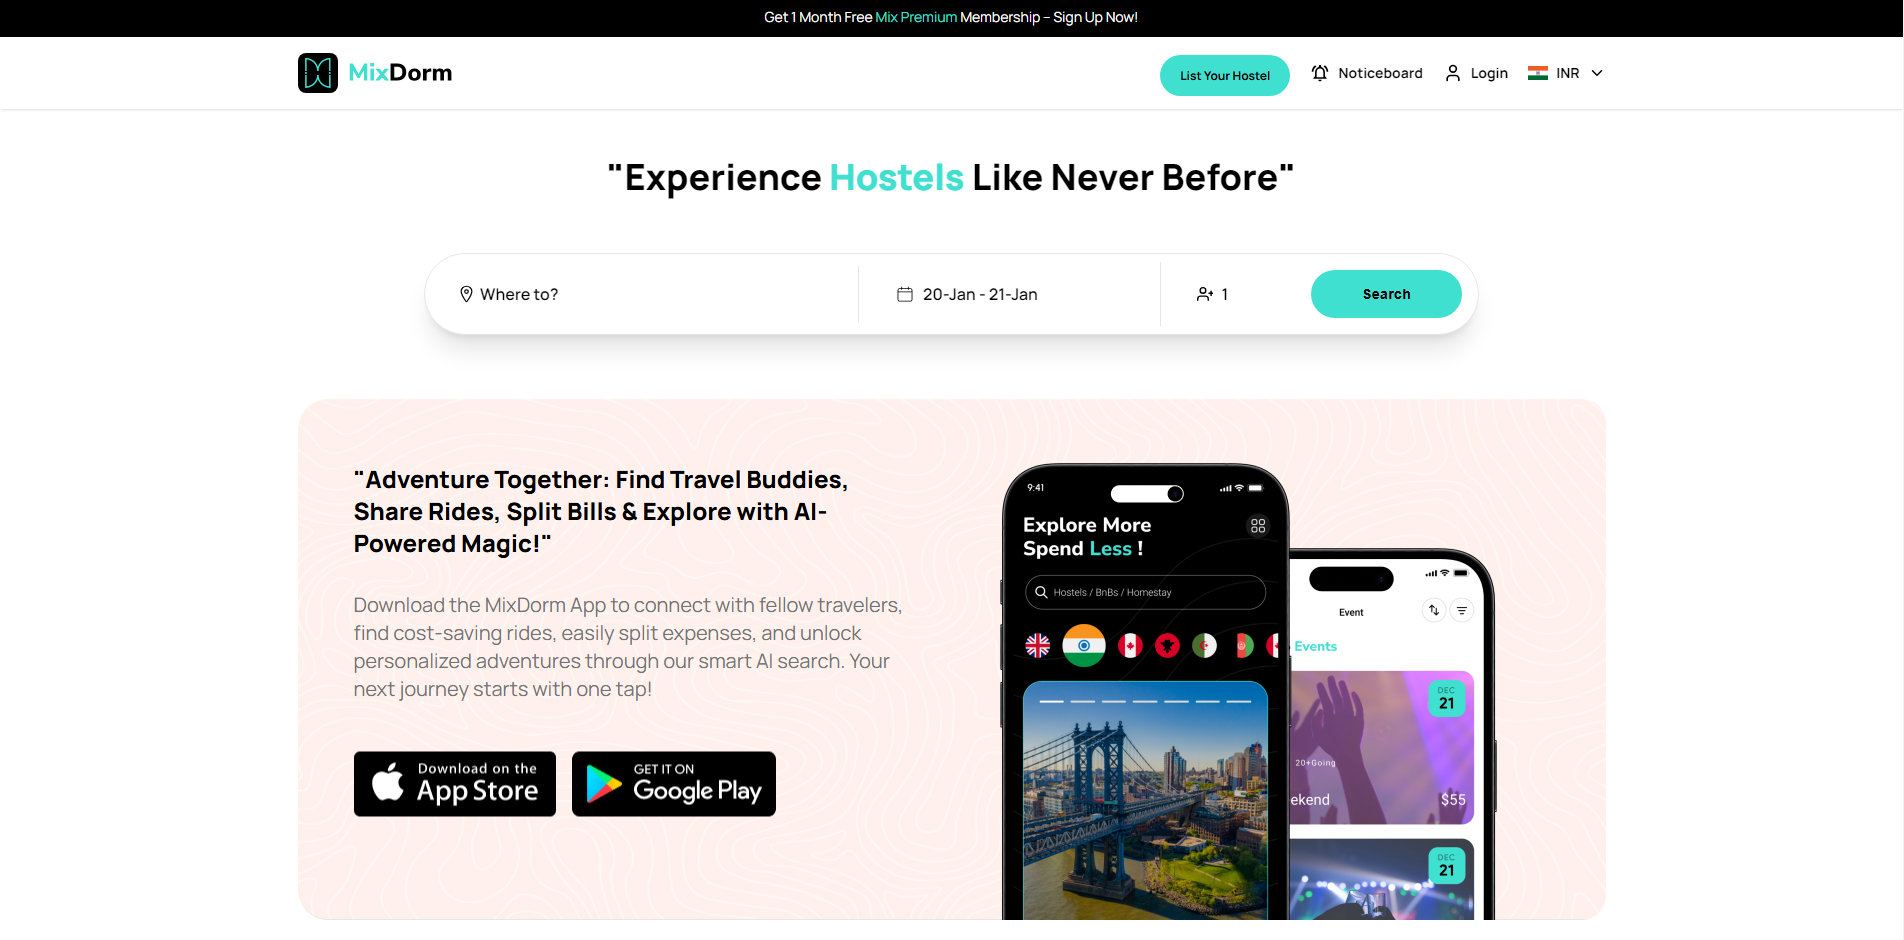 Get 1 Month Free Mix Premium Membership – Sign Up Now!
MixDorm
List Your Hostel
Noticeboard
Login
INR
"Experience Hostels Like Never Before"
Where to?
20-Jan - 21-Jan
1
Search
"Adventure Together: Find Travel Buddies,
Share Rides, Split Bills & Explore with AI-
Powered Magic!"
Download the MixDorm App to connect with fellow travelers,
find cost-saving rides, easily split expenses, and unlock
personalized adventures through our smart AI search. Your
next journey starts with one tap!
Download on the
App Store
GET IT ON
Google Play
9:41
Explore More
Spend Less !
Hostels / BnBs / Homestay
Event
Events
DEC
21
20+Going
ekend
$55
DEC
21